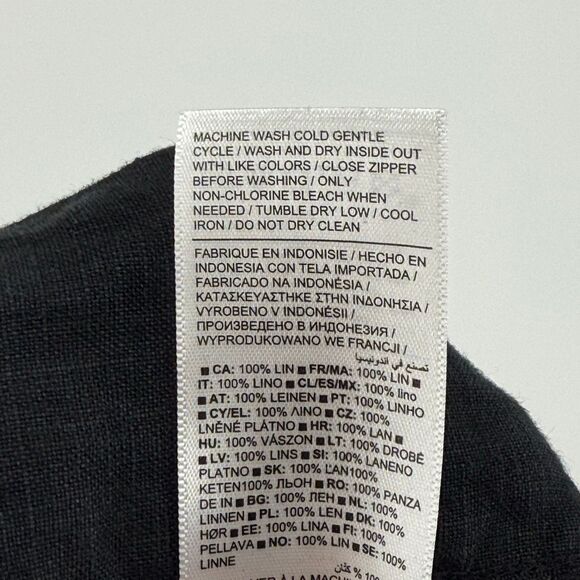 MACHINE WASH COLD GENTLE
CYCLE / WASH AND DRY INSIDE OUT
WITH LIKE COLORS / CLOSE ZIPPER
BEFORE WASHING / ONLY
NON-CHLORINE BLEACH WHEN
NEEDED / TUMBLE DRY LOW / COOL
IRON / DO NOT DRY CLEAN
FABRIQUE EN INDONISIE / HECHO EN
INDONESIA CON TELA IMPORTADA /
FABRICADO NA INDONÉSIA /
ΚΑΤΑΣΚΕΥΑΣΤΗΚΕ ΣΤΗΝ ΙΝΔΟΝΗΣΙΑ /
VYROBENO V INDONÉSII /
ПРОИЗВЕДЕНО В ИНДОНЕЗИЯ /
WYPRODUKOWANO WE FRANCJI /
تصنع في أندونيسيا
■ CA: 100% LIN ■ FR/MA: 100% LIN ■
IT: 100% LINO ■ CL/ES/MX: 100% lino
■ AT: 100% LEINEN ■ PT: 100% LINHO
■ CY/EL: 100% ΛΙΝΟ ■ CZ: 100%
LNĚNÉ PLÁTNO ■ HR: 100% LAN ■
HU: 100% VÁSZON ■ LT: 100% DROBĖ
■ LV: 100% LINS ■ SI: 100% LANENO
PLATNO ■ SK: 100% ĽAN100%
KETEN100% ЛЬОН ■ RO: 100% PANZA
DE IN ■ BG: 100% ЛЕН ■ NL: 100%
LINNEN ■ PL: 100% LEN ■ DK: 100%
HØR ■ EE: 100% LINA ■ FI: 100%
PELLAVA ■ NO: 100% LIN ■ SE: 100%
LINNE
100 % كتان
À LA MACHI